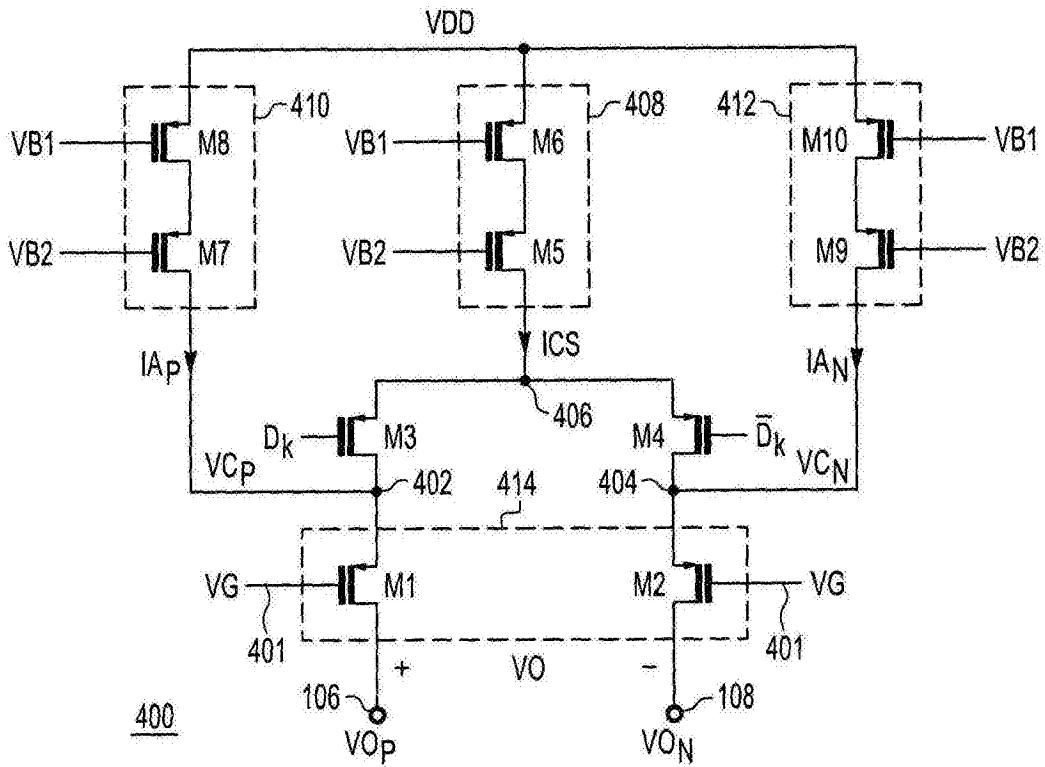 VDD
410 408 412
VB1 M8 VB1 M6 M10 VB1
VB2 M7 VB2 M5 M9 VB2
IAP ICS IAN
406
Dk M3 M4 D̅k
VCP 402 414 404 VCN
VG M1 M2 VG
401 401
+ VO −
106 108
400
VOP VON